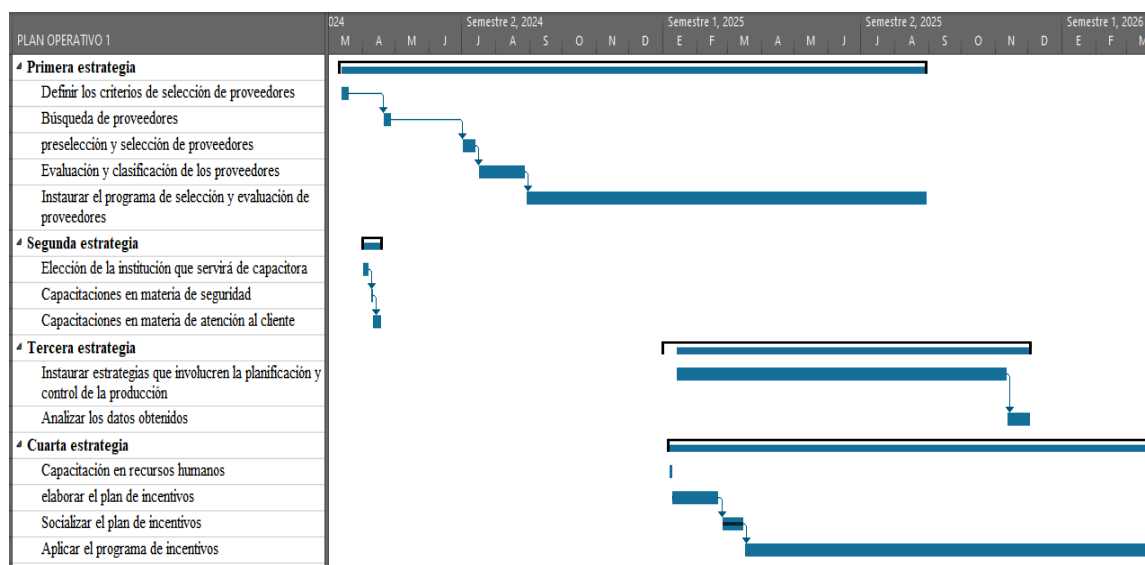 024 Semestre 2, 2024 Semestre 1, 2025 Semestre 2, 2025 Semestre 1, 2026
PLAN OPERATIVO 1 M A M J J A S O N D E F M A M J J A S O N D E F M
Primera estrategia
Definir los criterios de selección de proveedores
Búsqueda de proveedores
preselección y selección de proveedores
Evaluación y clasificación de los proveedores
Instaurar el programa de selección y evaluación de
proveedores
Segunda estrategia
Elección de la institución que servirá de capacitora
Capacitaciones en materia de seguridad
Capacitaciones en materia de atención al cliente
Tercera estrategia
Instaurar estrategias que involucren la planificación y
control de la producción
Analizar los datos obtenidos
Cuarta estrategia
Capacitación en recursos humanos
elaborar el plan de incentivos
Socializar el plan de incentivos
Aplicar el programa de incentivos